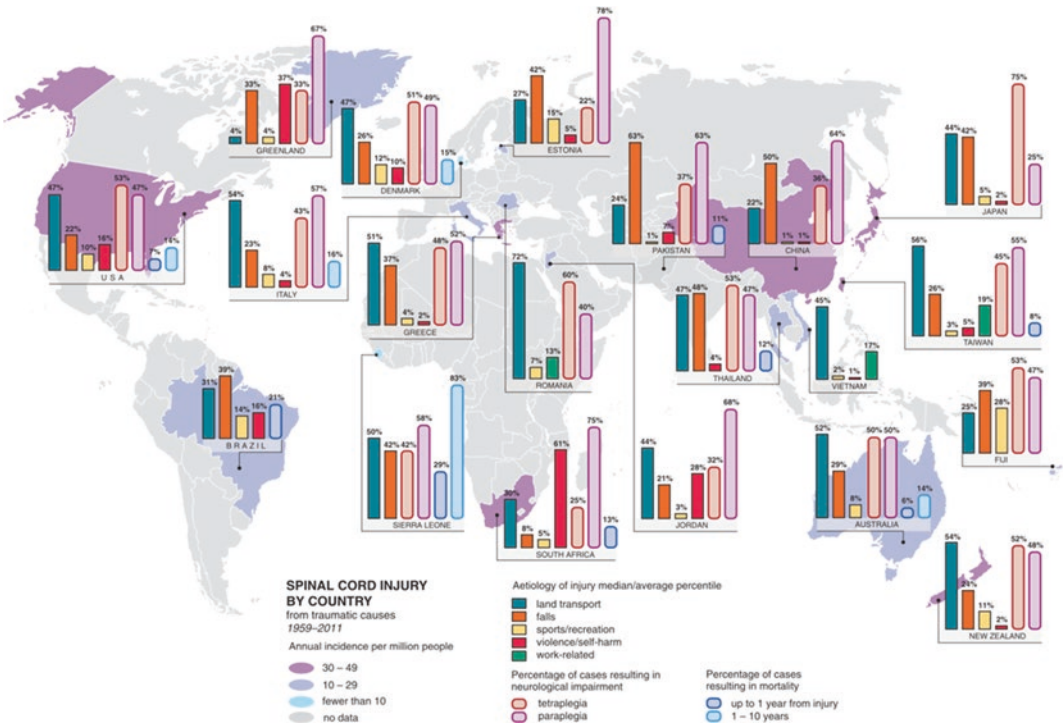 67%
37%
33%
33%
4%
4%
GREENLAND
47%
26%
12%
10%
51%
49%
15%
DENMARK
27%
42%
15%
5%
22%
78%
ESTONIA
47%
22%
10%
16%
53%
47%
7%
14%
U S A
54%
23%
8%
4%
43%
57%
16%
ITALY
51%
37%
4%
2%
48%
52%
GREECE
72%
7%
13%
60%
40%
ROMANIA
24%
63%
1%
7%
37%
63%
11%
PAKISTAN
22%
50%
1%
1%
36%
64%
CHINA
44%
42%
5%
2%
75%
25%
JAPAN
56%
26%
3%
5%
19%
45%
55%
8%
TAIWAN
47%
48%
4%
53%
47%
12%
THAILAND
45%
2%
1%
17%
VIETNAM
31%
39%
14%
16%
21%
BRAZIL
50%
42%
42%
58%
29%
83%
SIERRA LEONE
30%
8%
5%
61%
25%
75%
13%
SOUTH AFRICA
44%
21%
3%
28%
32%
68%
JORDAN
52%
29%
8%
50%
50%
6%
14%
AUSTRALIA
25%
39%
28%
53%
47%
FIJI
54%
24%
11%
2%
52%
48%
NEW ZEALAND
SPINAL CORD INJURY
BY COUNTRY
from traumatic causes
1959–2011
Annual incidence per million people
30 – 49
10 – 29
fewer than 10
no data
Aetiology of injury median/average percentile
land transport
falls
sports/recreation
violence/self-harm
work-related
Percentage of cases resulting in
neurological impairment
tetraplegia
paraplegia
Percentage of cases
resulting in mortality
up to 1 year from injury
1 – 10 years